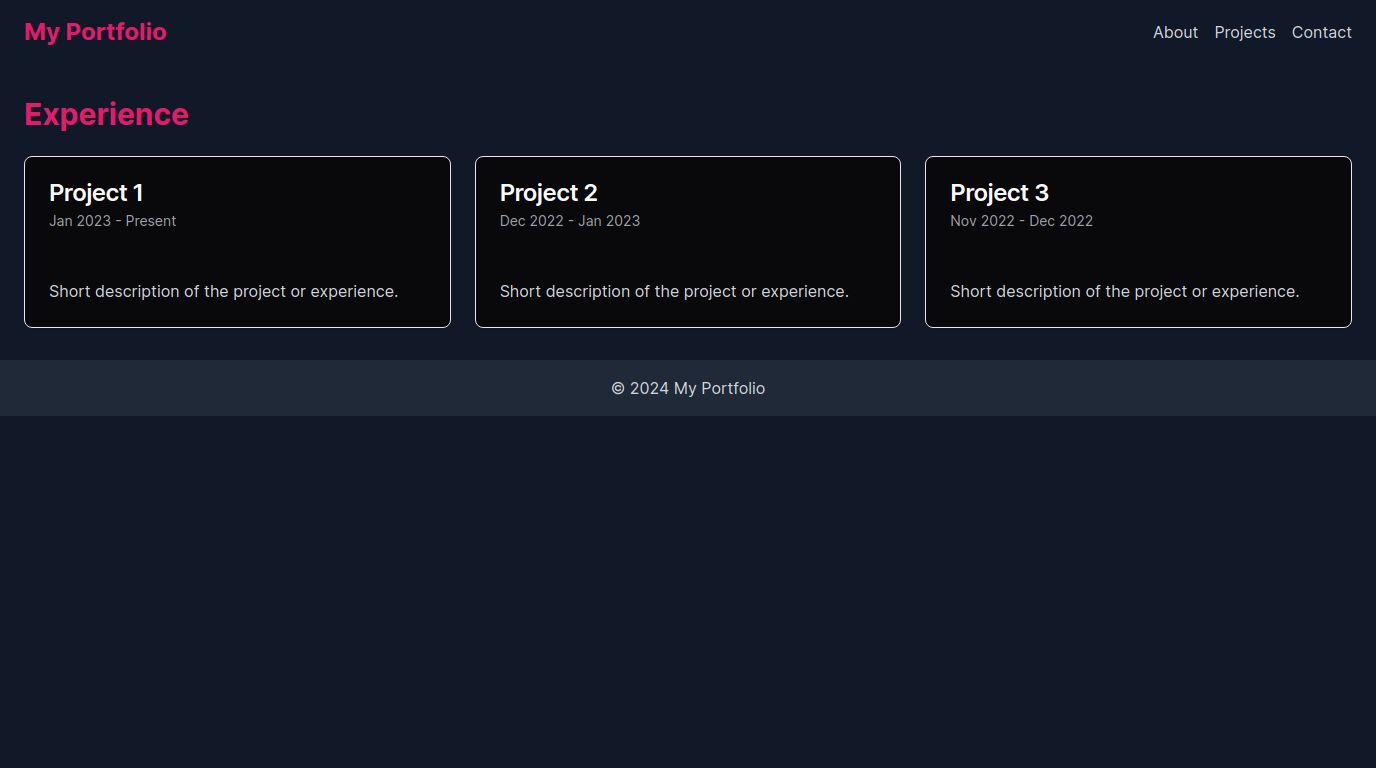 My Portfolio
About Projects Contact
Experience
Project 1
Jan 2023 - Present
Short description of the project or experience.
Project 2
Dec 2022 - Jan 2023
Short description of the project or experience.
Project 3
Nov 2022 - Dec 2022
Short description of the project or experience.
© 2024 My Portfolio